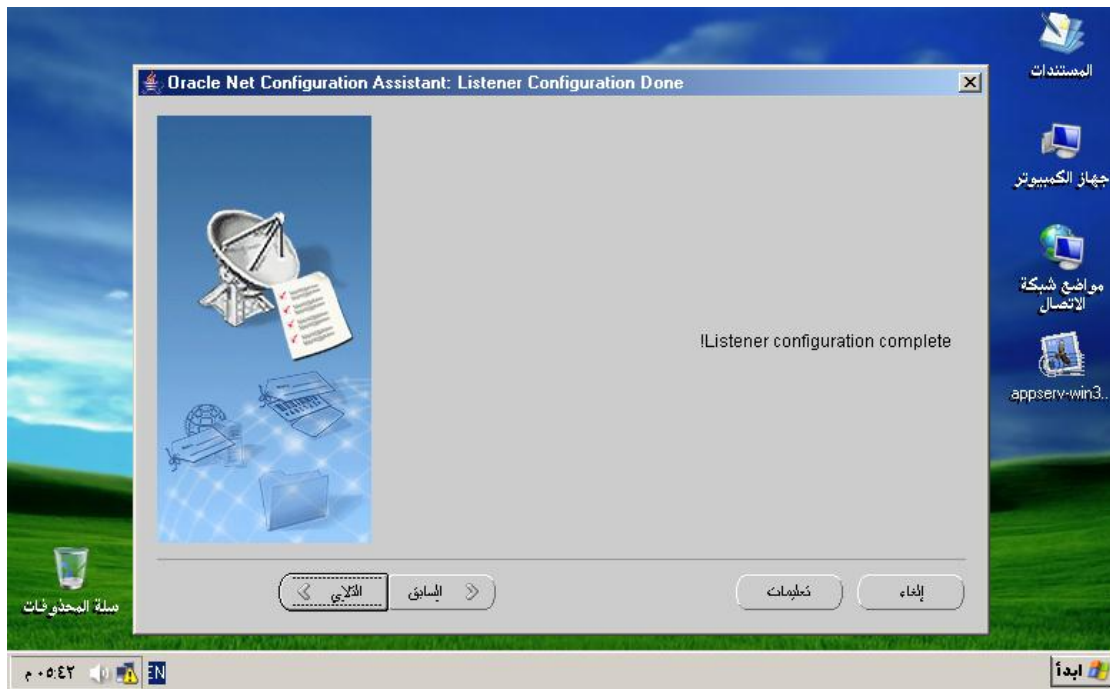 المستندات
Oracle Net Configuration Assistant: Listener Configuration Done
جهاز الكمبيوتر
مواضع شبكة
الاتصال
!Listener configuration complete
appserv-win3..
إلغاء
تعليمات
السابق
التالي
سلة المحذوفات
ابدأ
EN
٠٥:٤٢ م